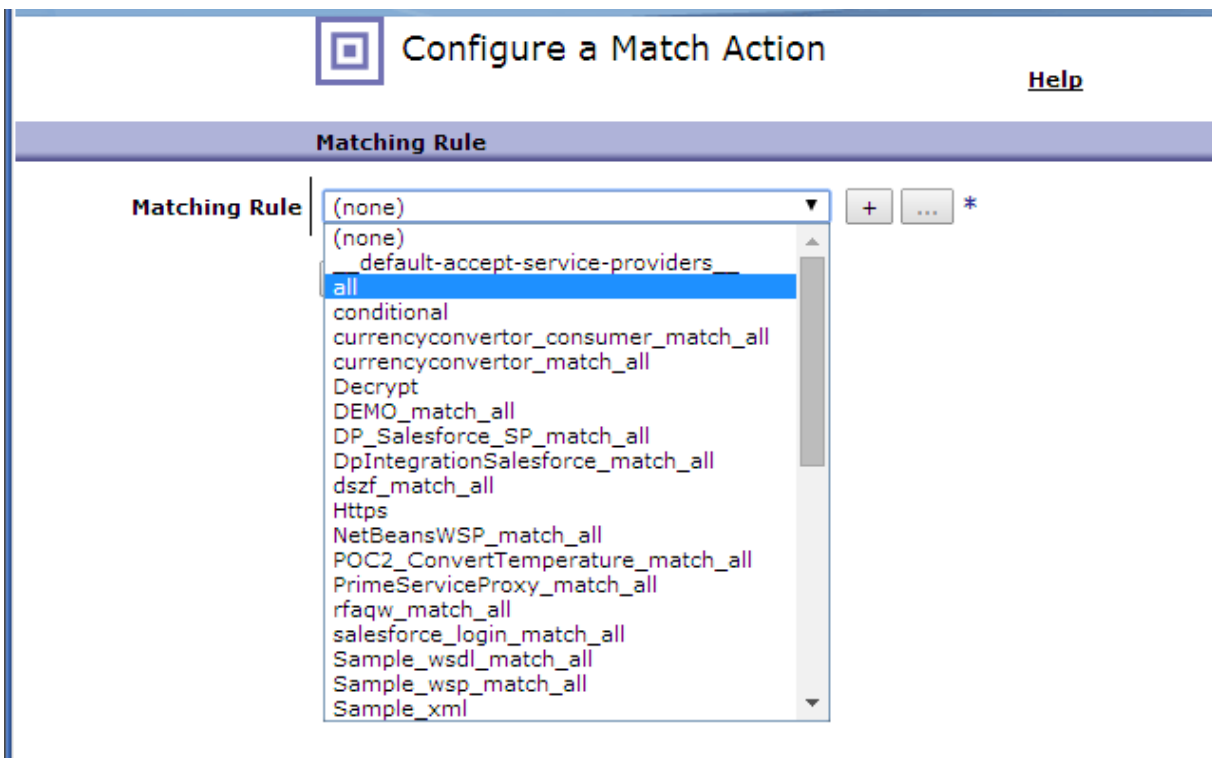 Configure a Match Action
Help
Matching Rule
Matching Rule
(none)
+
...
*
(none)
__default-accept-service-providers__
all
conditional
currencyconvertor_consumer_match_all
currencyconvertor_match_all
Decrypt
DEMO_match_all
DP_Salesforce_SP_match_all
DpIntegrationSalesforce_match_all
dszf_match_all
Https
NetBeansWSP_match_all
POC2_ConvertTemperature_match_all
PrimeServiceProxy_match_all
rfaqw_match_all
salesforce_login_match_all
Sample_wsdl_match_all
Sample_wsp_match_all
Sample_xml